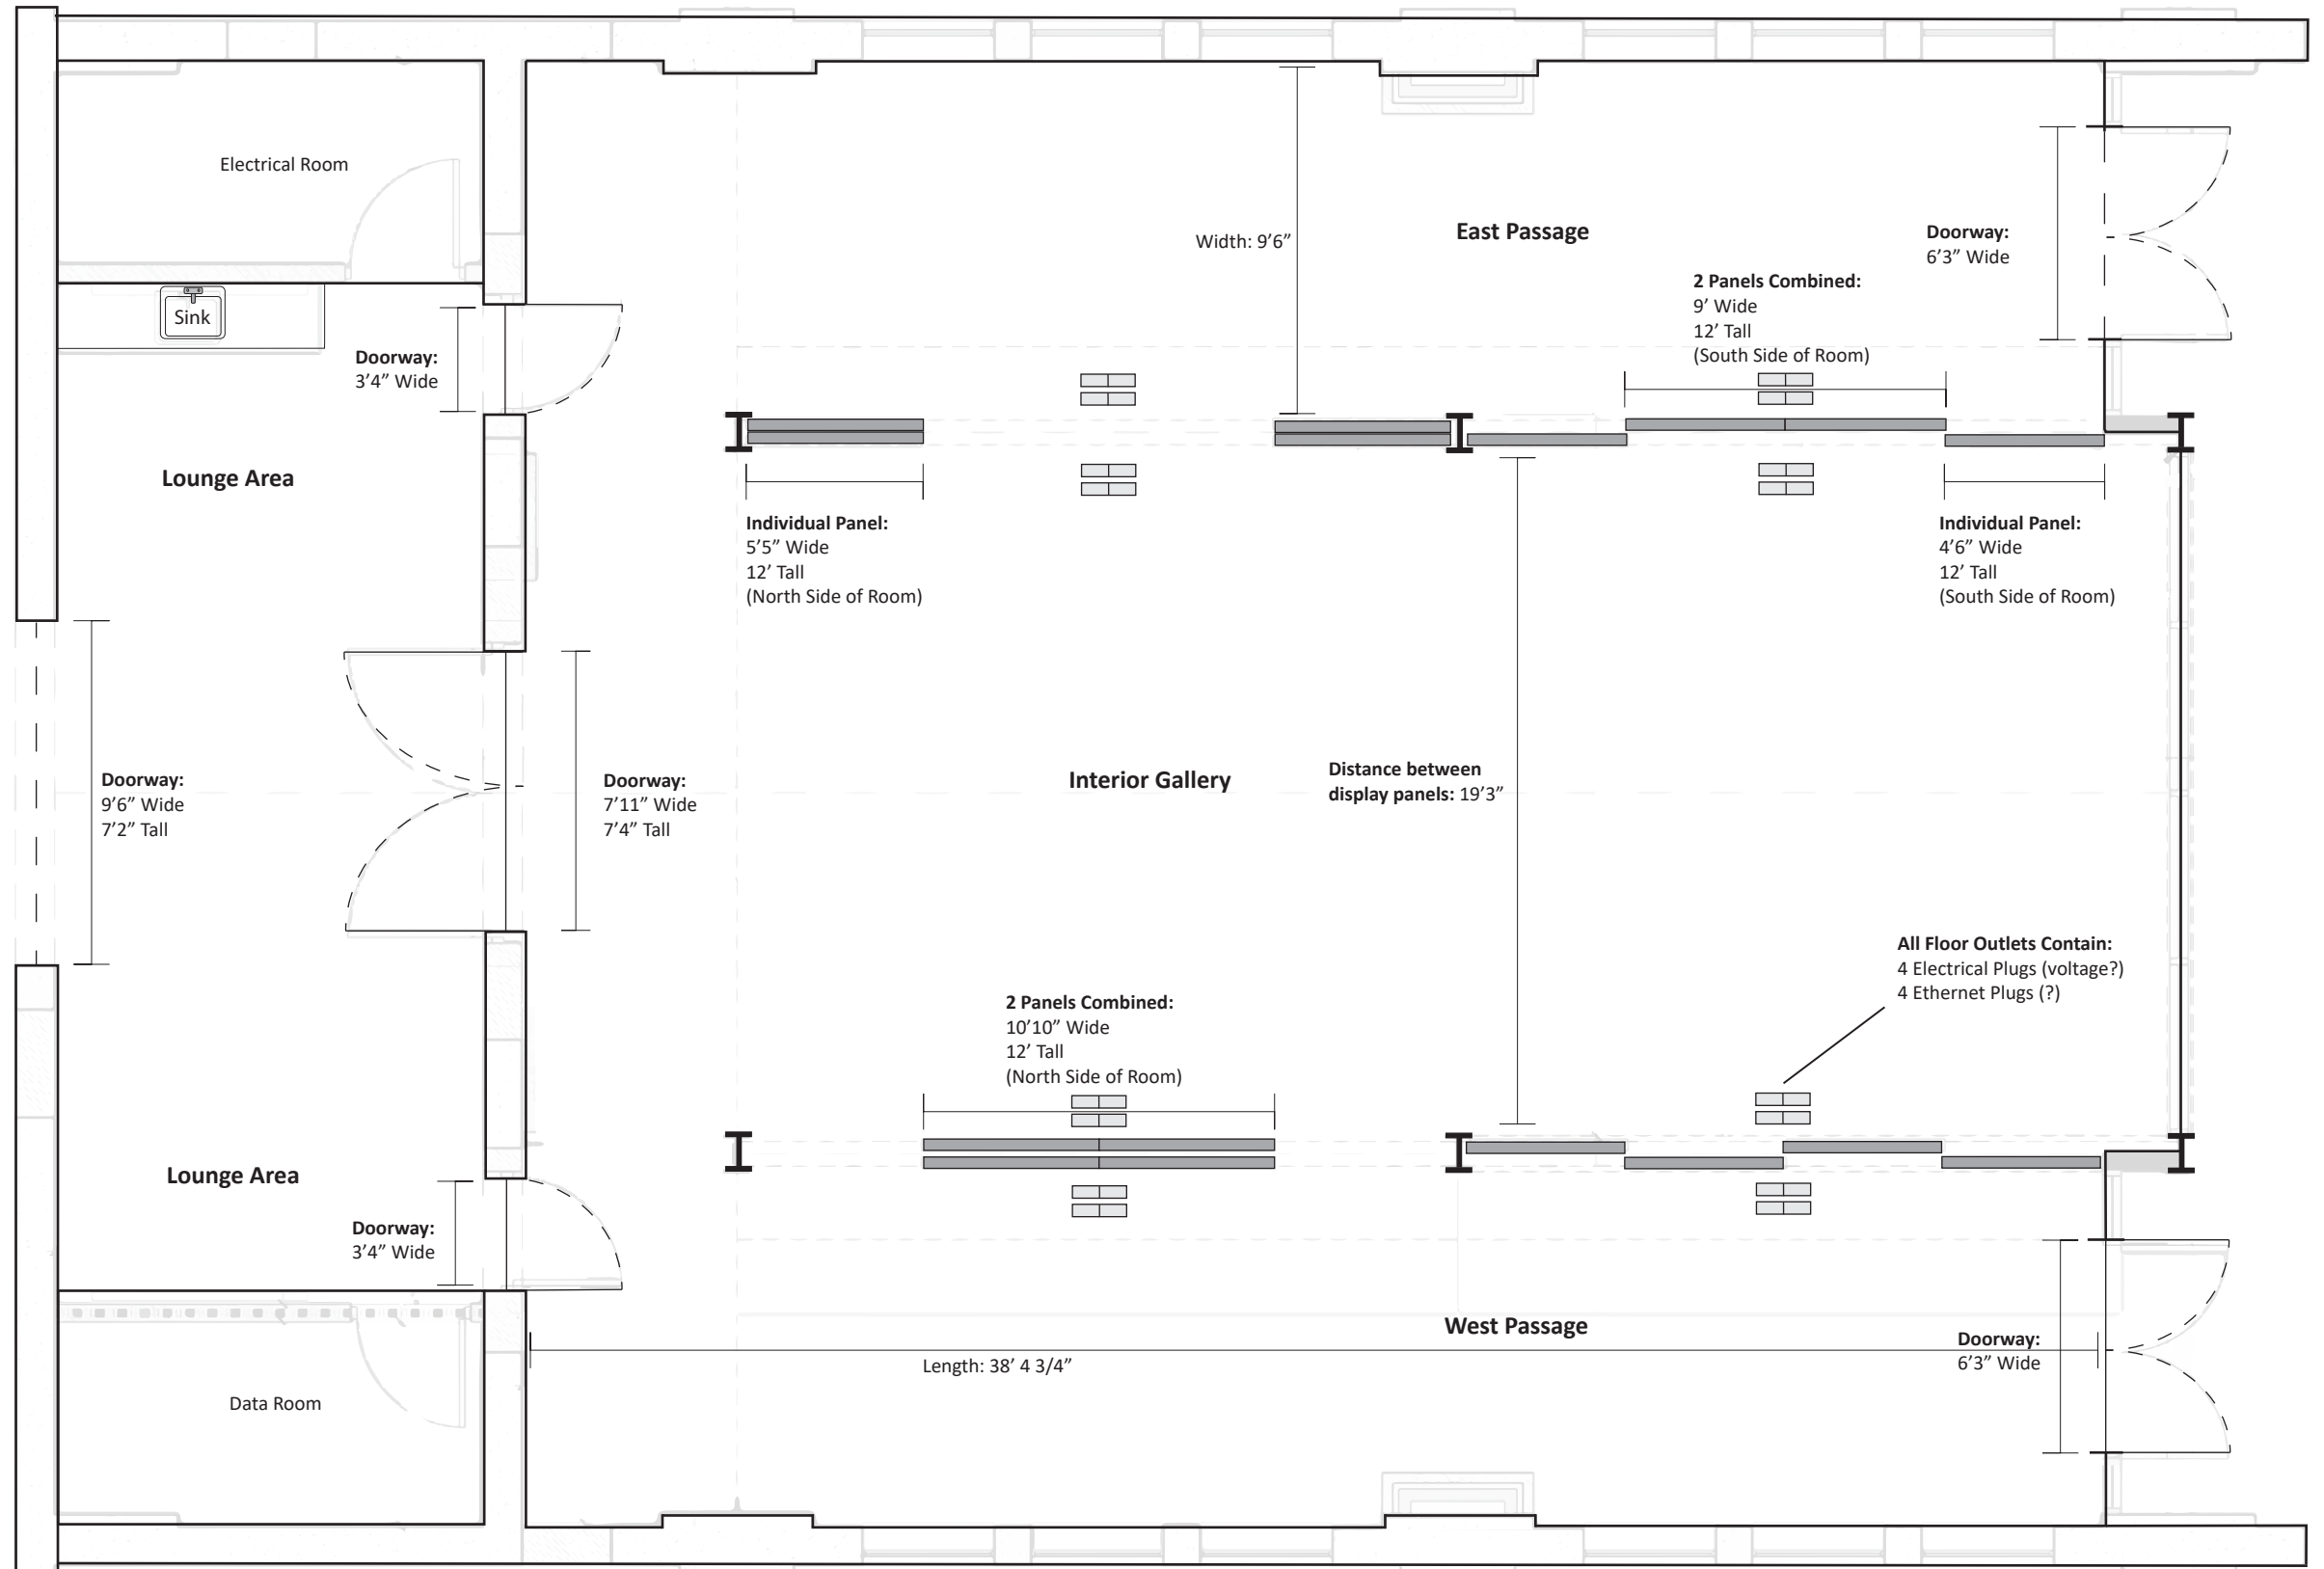 Electrical Room
Sink
Doorway:
3’4” Wide
Lounge Area
Width: 9’6”
East Passage
Doorway:
6’3” Wide
2 Panels Combined:
9’ Wide
12’ Tall
(South Side of Room)
Individual Panel:
5’5” Wide
12’ Tall
(North Side of Room)
Individual Panel:
4’6” Wide
12’ Tall
(South Side of Room)
Doorway:
9’6” Wide
7’2” Tall
Doorway:
7’11” Wide
7’4” Tall
Interior Gallery
Distance between
display panels: 19’3”
All Floor Outlets Contain:
4 Electrical Plugs (voltage?)
4 Ethernet Plugs (?)
2 Panels Combined:
10’10” Wide
12’ Tall
(North Side of Room)
Lounge Area
Doorway:
3’4” Wide
West Passage
Length: 38’ 4 3/4”
Doorway:
6’3” Wide
Data Room